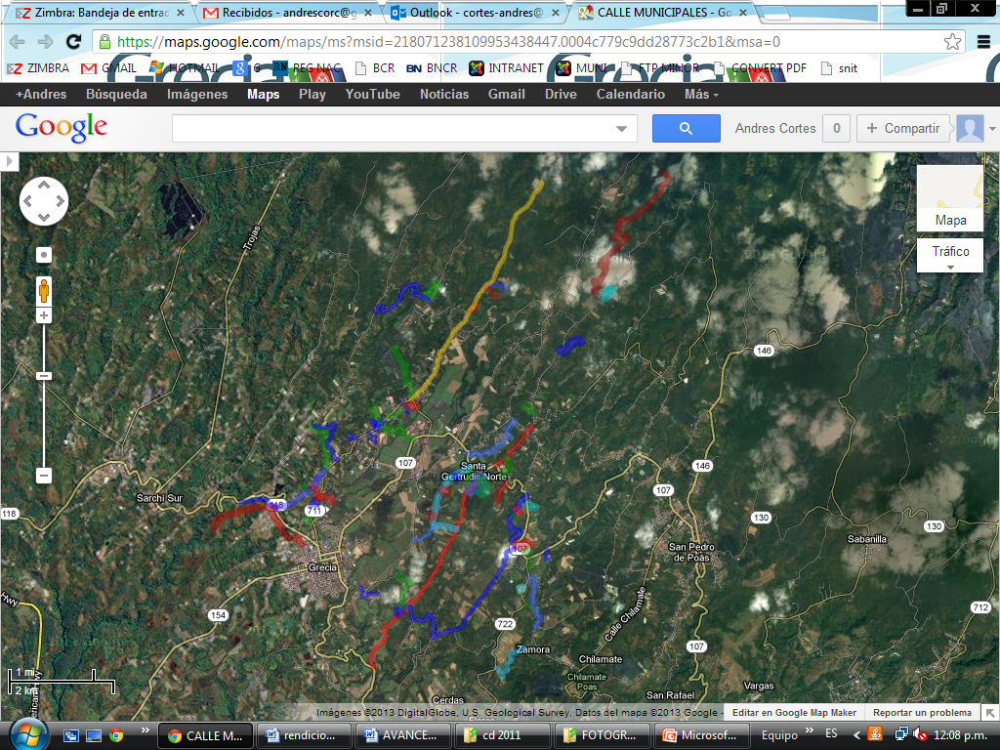 Zimbra: Bandeja de entrad
Recibidos - andrescorc@g
Outlook - cortes-andres@
CALLE MUNICIPALES - Go
https://maps.google.com/maps/ms?msid=218071238109953438447.0004c779c9dd28773c2b1&msa=0
ZIMBRA GMAIL HOTMAIL G REG NAC BCR BNCR INTRANET MUNI FTP MINOR CONVERT PDF snit
+Andres Búsqueda Imágenes Maps Play YouTube Noticias Gmail Drive Calendario Más
Google
Andres Cortes 0 + Compartir
Mapa
Tráfico
Trojas
146
107
Santa
Gertrudis Norte
146
Sarchí Sur
118
118
711
107
130
130
Sabanilla
San Pedro
de Poás
107
Grecia
Calle Chilamate
154
722
712
Hwy
Zamora
107
Chilamate
Chilamate
Poas
San Rafael
Vargas
Cerdas
1 mi
2 km
Imágenes ©2013 DigitalGlobe, U.S. Geological Survey, Datos del mapa ©2013 Google -
Editar en Google Map Maker
Reportar un problema
CALLE M...
rendicio...
AVANCE...
cd 2011
FOTOGR...
Microsof...
Equipo
ES
12:08 p.m.